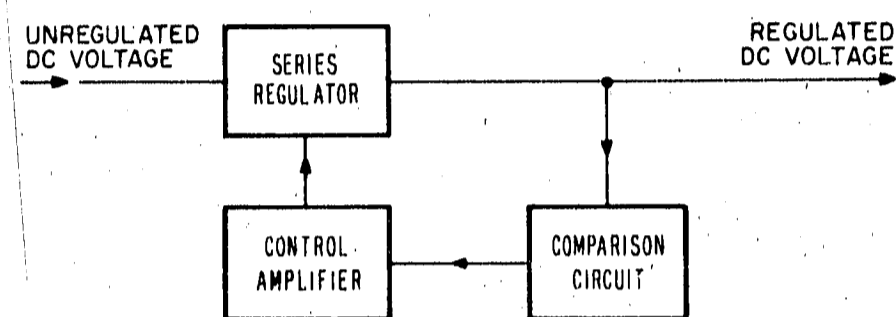 UNREGULATED
DC VOLTAGE
SERIES
REGULATOR
REGULATED
DC VOLTAGE
CONTROL
AMPLIFIER
COMPARISON
CIRCUIT